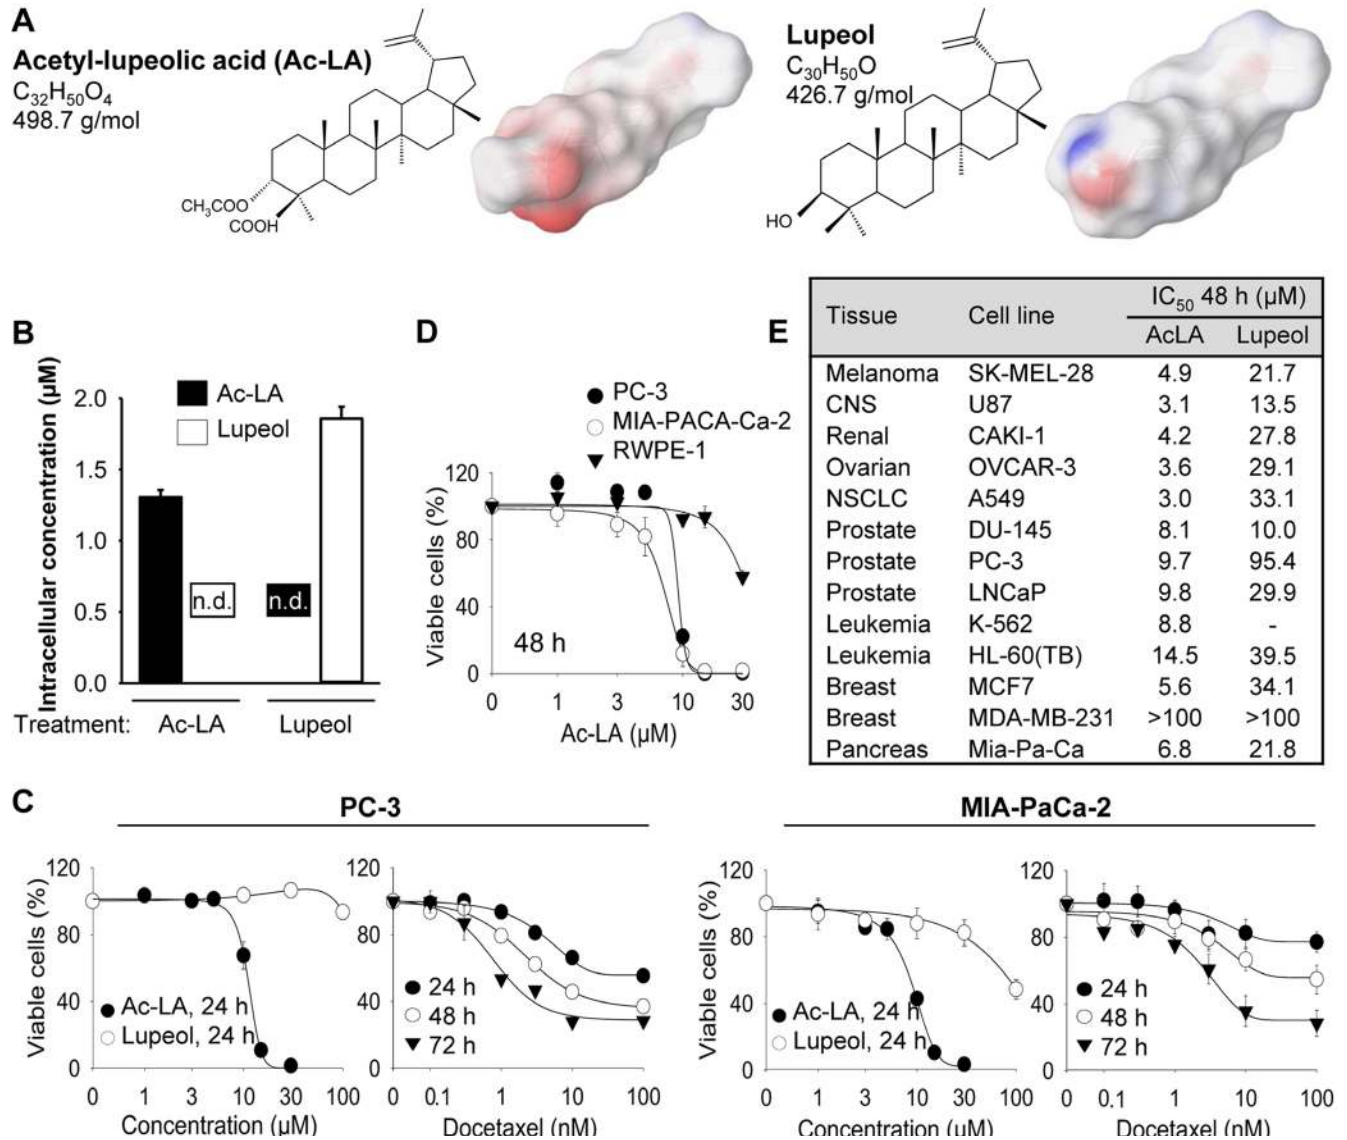 A
Acetyl-lupeolic acid (Ac-LA)
C₃₂H₅₀O₄
498.7 g/mol
CH₃COO
COOH
Lupeol
C₃₀H₅₀O
426.7 g/mol
HO
B
Intracellular concentration (µM)
Ac-LA
Lupeol
2.0
1.5
1.0
0.5
0.0
n.d.
n.d.
Treatment: Ac-LA Lupeol
D
PC-3
MIA-PACA-Ca-2
RWPE-1
Viable cells (%)
120
80
40
0
48 h
0 1 3 10 30
Ac-LA (µM)
E
Tissue Cell line IC₅₀ 48 h (µM)
AcLA Lupeol
Melanoma SK-MEL-28 4.9 21.7
CNS U87 3.1 13.5
Renal CAKI-1 4.2 27.8
Ovarian OVCAR-3 3.6 29.1
NSCLC A549 3.0 33.1
Prostate DU-145 8.1 10.0
Prostate PC-3 9.7 95.4
Prostate LNCaP 9.8 29.9
Leukemia K-562 8.8 -
Leukemia HL-60(TB) 14.5 39.5
Breast MCF7 5.6 34.1
Breast MDA-MB-231 >100 >100
Pancreas Mia-Pa-Ca 6.8 21.8
C
PC-3
Viable cells (%)
120
80
40
0
Ac-LA, 24 h
Lupeol, 24 h
0 1 3 10 30 100
Concentration (µM)
120
80
40
0
24 h
48 h
72 h
0 0.1 1 10 100
Docetaxel (nM)
MIA-PaCa-2
Viable cells (%)
120
80
40
0
Ac-LA, 24 h
Lupeol, 24 h
0 1 3 10 30 100
Concentration (µM)
120
80
40
0
24 h
48 h
72 h
0 0.1 1 10 100
Docetaxel (nM)